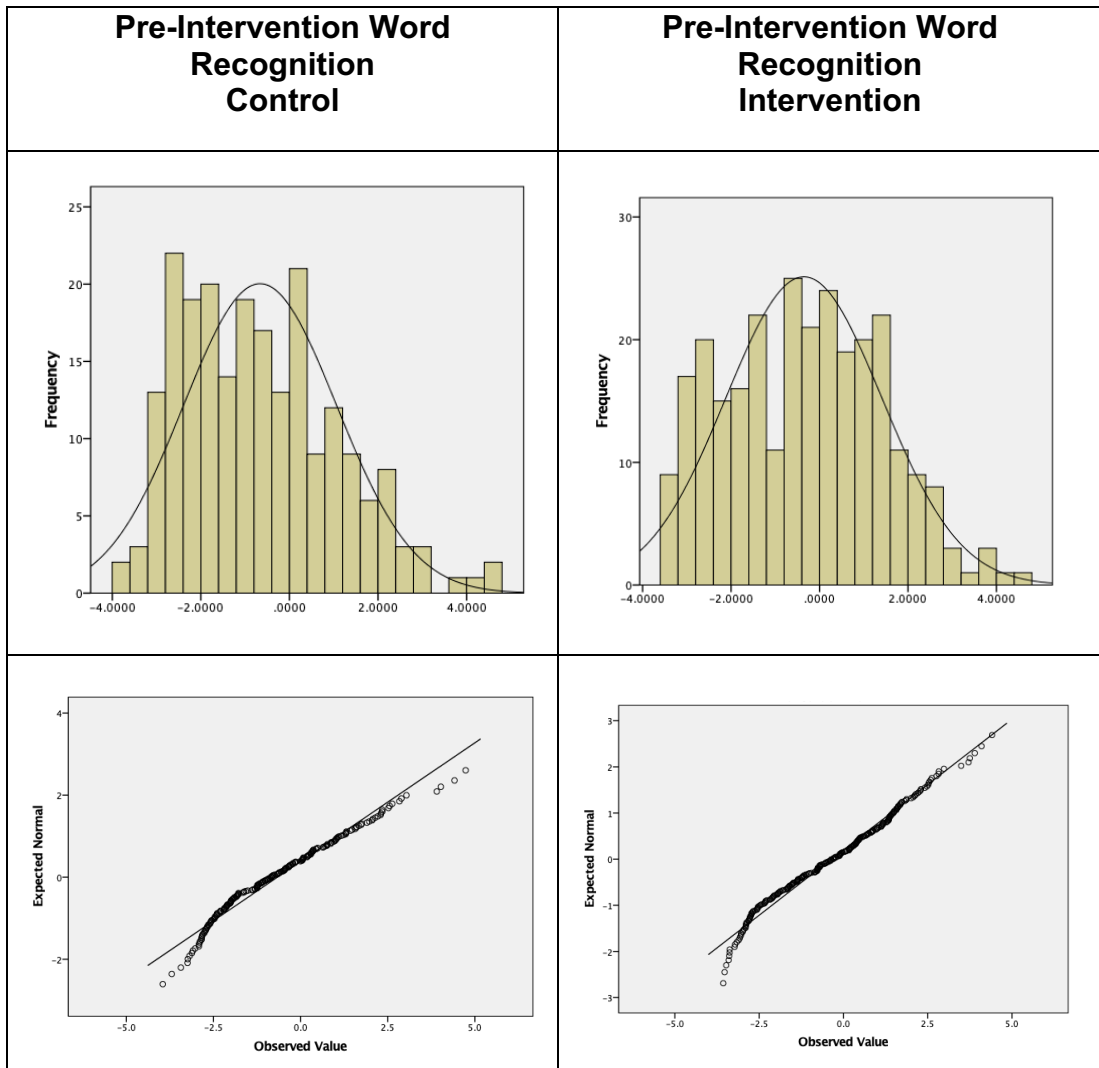 Pre-Intervention Word
Recognition
Control
Pre-Intervention Word
Recognition
Intervention
25
20
15
10
5
0
Frequency
-4.0000 -2.0000 .0000 2.0000 4.0000
30
20
10
0
Frequency
-4.0000 -2.0000 .0000 2.0000 4.0000
4
2
0
-2
Expected Normal
-5.0 -2.5 0.0 2.5 5.0
Observed Value
3
2
1
0
-1
-2
-3
Expected Normal
-5.0 -2.5 0.0 2.5 5.0
Observed Value